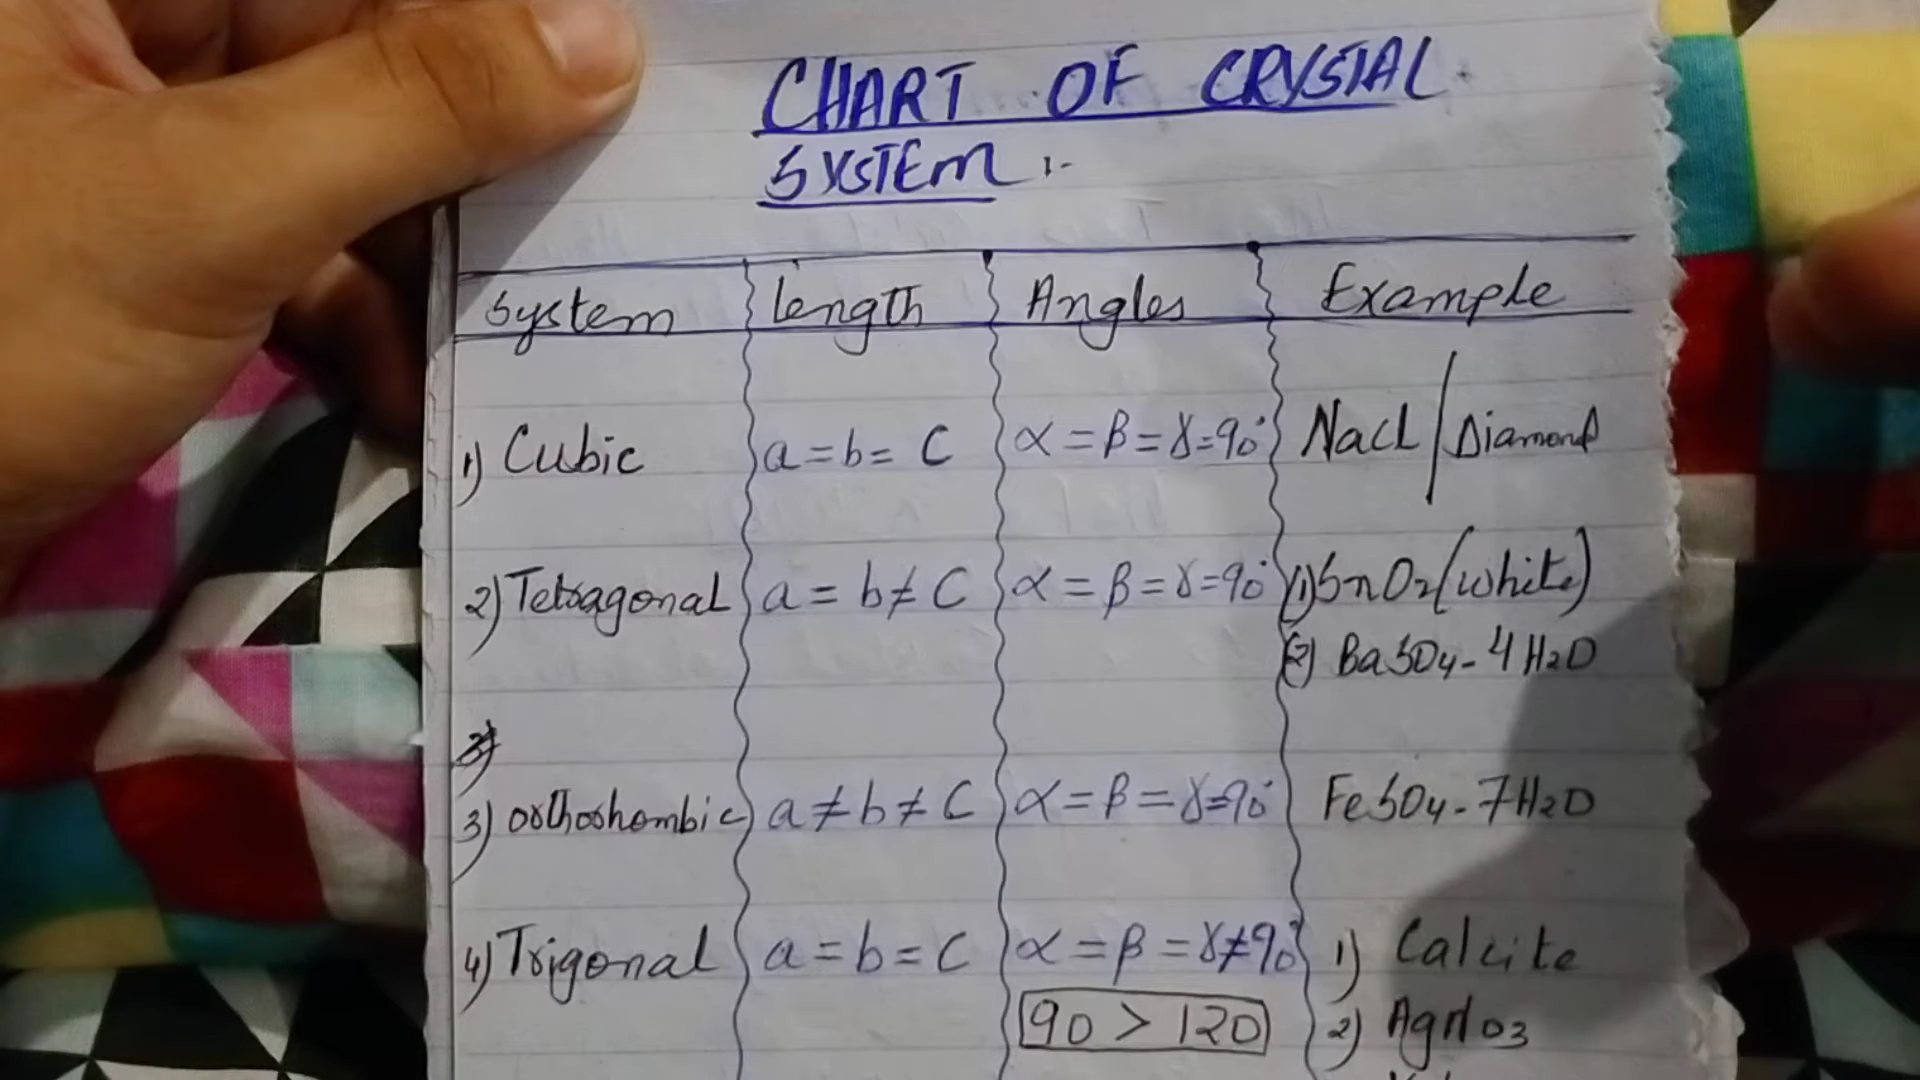 CHART OF CRYSTAL
SYSTEM :-
System length Angles Example
1) Cubic a = b = C α = β = γ = 90° Nacl / Diamond
2) Tetragonal a = b ≠ C α = β = γ = 90° (1) SnO2 (white)
(2) BaSO4 - 4H2O
3)
3) orthorhombic a ≠ b ≠ C α = β = γ = 90° FeSO4 - 7H2O
4) Trigonal a = b = C α = β = γ ≠ 90° 1) Calcite
90 > 120 2) AgNO3